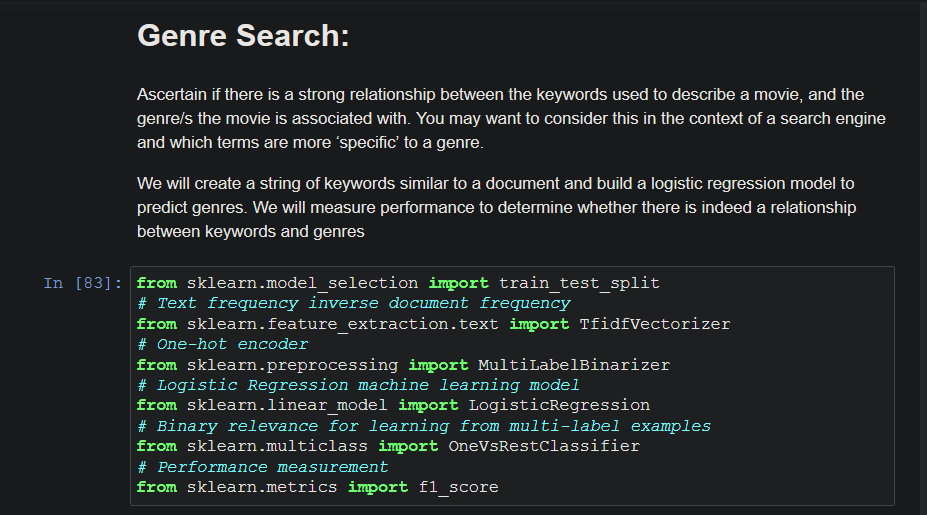 Genre Search:
Ascertain if there is a strong relationship between the keywords used to describe a movie, and the
genre/s the movie is associated with. You may want to consider this in the context of a search engine
and which terms are more ‘specific’ to a genre.
We will create a string of keywords similar to a document and build a logistic regression model to
predict genres. We will measure performance to determine whether there is indeed a relationship
between keywords and genres
In [83]: from sklearn.model_selection import train_test_split
# Text frequency inverse document frequency
from sklearn.feature_extraction.text import TfidfVectorizer
# One-hot encoder
from sklearn.preprocessing import MultiLabelBinarizer
# Logistic Regression machine learning model
from sklearn.linear_model import LogisticRegression
# Binary relevance for learning from multi-label examples
from sklearn.multiclass import OneVsRestClassifier
# Performance measurement
from sklearn.metrics import f1_score